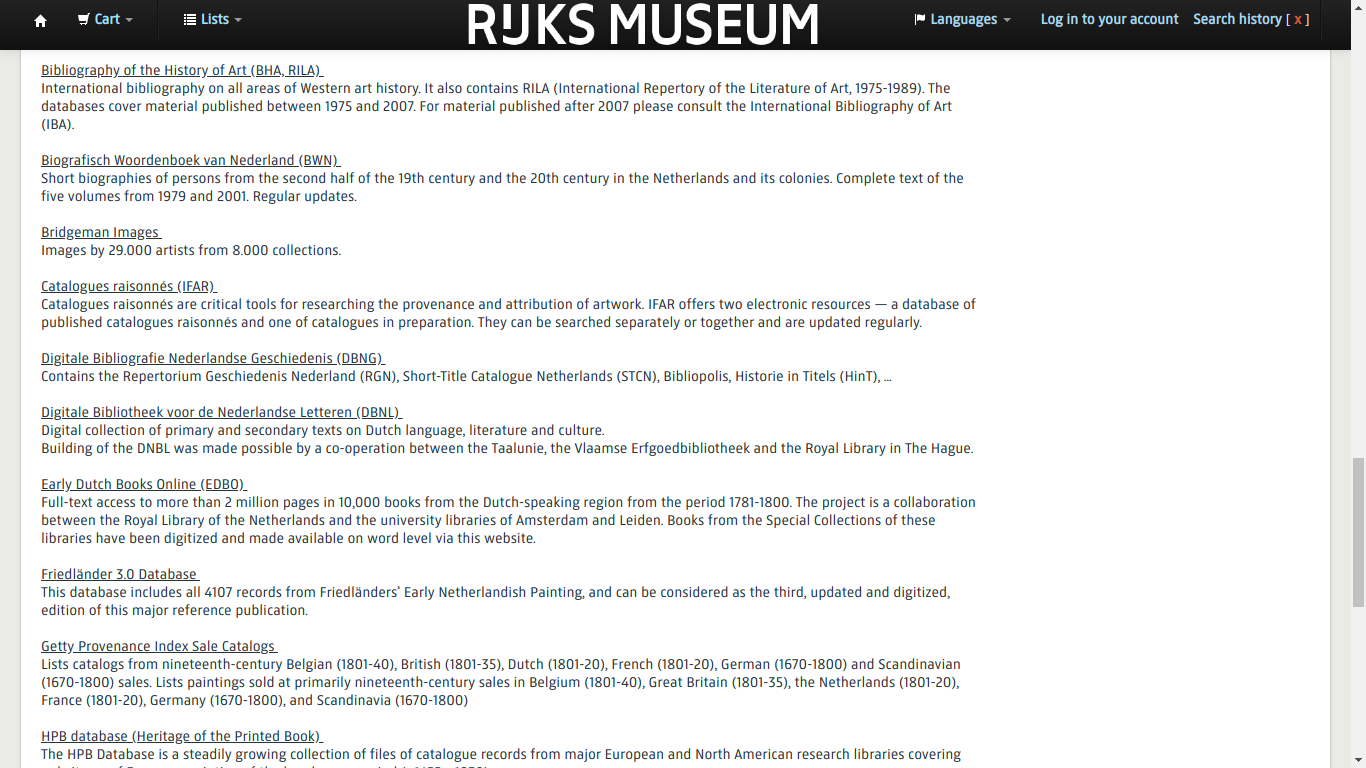 Cart
Lists
RIJKS MUSEUM
Languages
Log in to your account
Search history [ x ]
Bibliography of the History of Art (BHA, RILA)
International bibliography on all areas of Western art history. It also contains RILA (International Repertory of the Literature of Art, 1975-1989). The
databases cover material published between 1975 and 2007. For material published after 2007 please consult the International Bibliography of Art
(IBA).
Biografisch Woordenboek van Nederland (BWN)
Short biographies of persons from the second half of the 19th century and the 20th century in the Netherlands and its colonies. Complete text of the
five volumes from 1979 and 2001. Regular updates.
Bridgeman Images
Images by 29.000 artists from 8.000 collections.
Catalogues raisonnés (IFAR)
Catalogues raisonnés are critical tools for researching the provenance and attribution of artwork. IFAR offers two electronic resources — a database of
published catalogues raisonnés and one of catalogues in preparation. They can be searched separately or together and are updated regularly.
Digitale Bibliografie Nederlandse Geschiedenis (DBNG)
Contains the Repertorium Geschiedenis Nederland (RGN), Short-Title Catalogue Netherlands (STCN), Bibliopolis, Historie in Titels (HinT), ...
Digitale Bibliotheek voor de Nederlandse Letteren (DBNL)
Digital collection of primary and secondary texts on Dutch language, literature and culture.
Building of the DNBL was made possible by a co-operation between the Taalunie, the Vlaamse Erfgoedbibliotheek and the Royal Library in The Hague.
Early Dutch Books Online (EDBO)
Full-text access to more than 2 million pages in 10,000 books from the Dutch-speaking region from the period 1781-1800. The project is a collaboration
between the Royal Library of the Netherlands and the university libraries of Amsterdam and Leiden. Books from the Special Collections of these
libraries have been digitized and made available on word level via this website.
Friedländer 3.0 Database
This database includes all 4107 records from Friedländers' Early Netherlandish Painting, and can be considered as the third, updated and digitized,
edition of this major reference publication.
Getty Provenance Index Sale Catalogs
Lists catalogs from nineteenth-century Belgian (1801-40), British (1801-35), Dutch (1801-20), French (1801-20), German (1670-1800) and Scandinavian
(1670-1800) sales. Lists paintings sold at primarily nineteenth-century sales in Belgium (1801-40), Great Britain (1801-35), the Netherlands (1801-20),
France (1801-20), Germany (1670-1800), and Scandinavia (1670-1800)
HPB database (Heritage of the Printed Book)
The HPB Database is a steadily growing collection of files of catalogue records from major European and North American research libraries covering